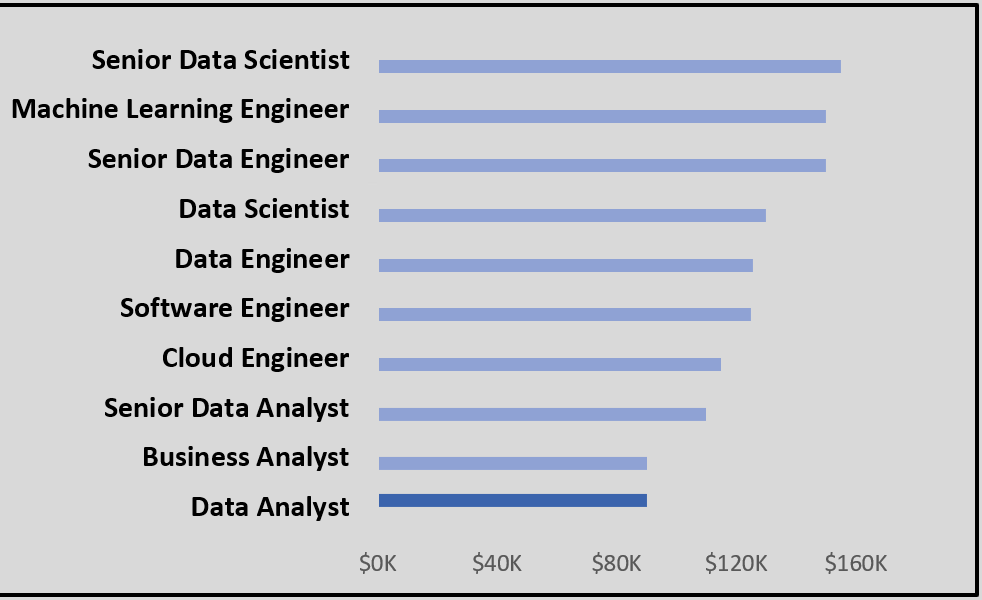 Senior Data Scientist
Machine Learning Engineer
Senior Data Engineer
Data Scientist
Data Engineer
Software Engineer
Cloud Engineer
Senior Data Analyst
Business Analyst
Data Analyst
$0K $40K $80K $120K $160K